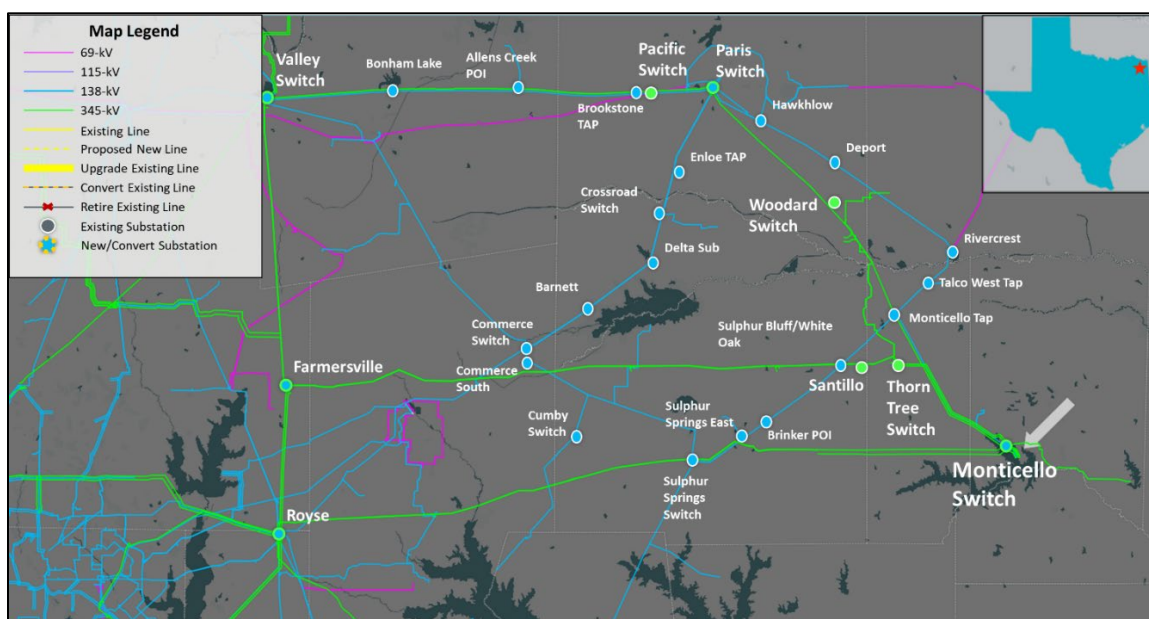 Map Legend
69-kV
115-kV
138-kV
345-kV
Existing Line
Proposed New Line
Upgrade Existing Line
Convert Existing Line
Retire Existing Line
Existing Substation
New/Convert Substation
Valley
Switch
Bonham Lake
Allens Creek
POI
Pacific
Switch
Paris
Switch
Brookstone
TAP
Hawkhlow
Enloe TAP
Deport
Crossroad
Switch
Woodard
Switch
Delta Sub
Rivercrest
Talco West Tap
Barnett
Monticello Tap
Commerce
Switch
Sulphur Bluff/White
Oak
Commerce
South
Farmersville
Santillo
Thorn
Tree
Switch
Cumby
Switch
Sulphur
Springs East
Brinker POI
Monticello
Switch
Sulphur
Springs
Switch
Royse